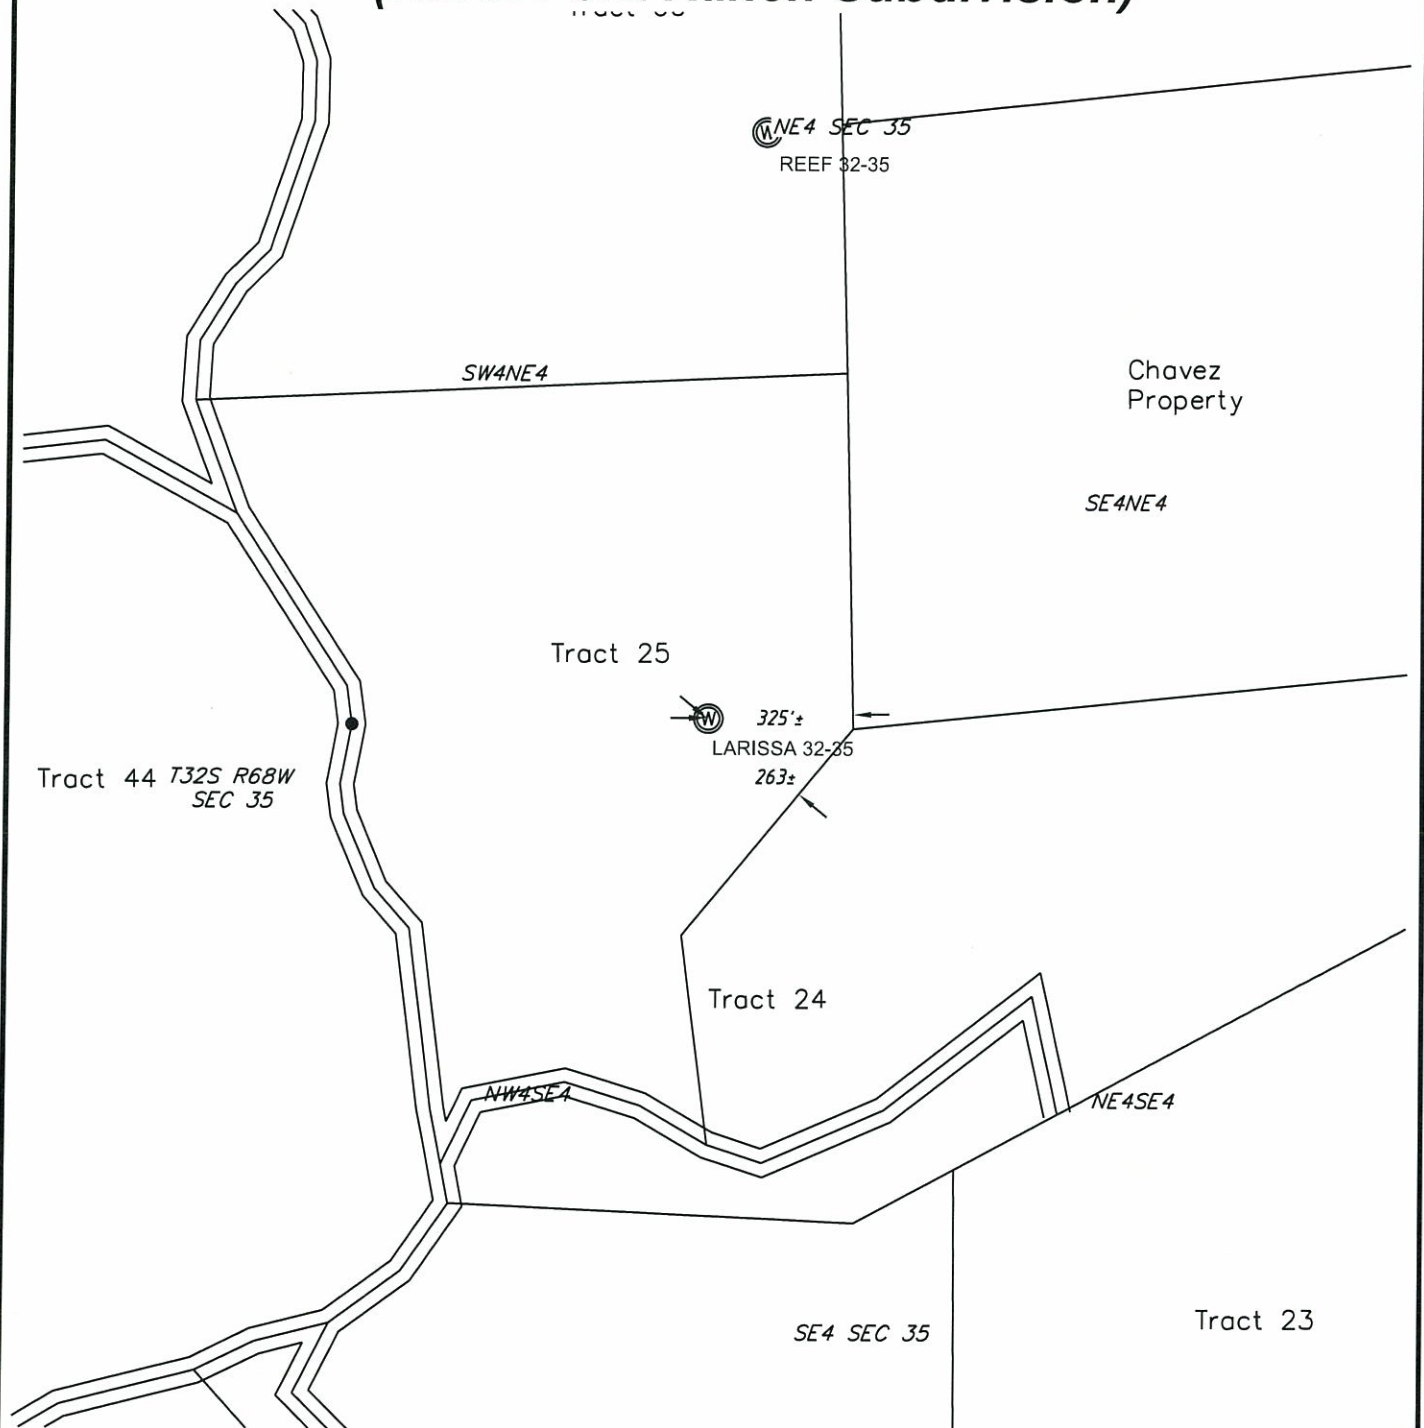 Subdivision)
NE4 SEC 35
REEF 32-35
SW4NE4
Chavez
Property
SE4NE4
Tract 25
W
325'±
LARISSA 32-35
263±
Tract 44
T32S R68W
SEC 35
Tract 24
NW4SE4
NE4SE4
SE4 SEC 35
Tract 23